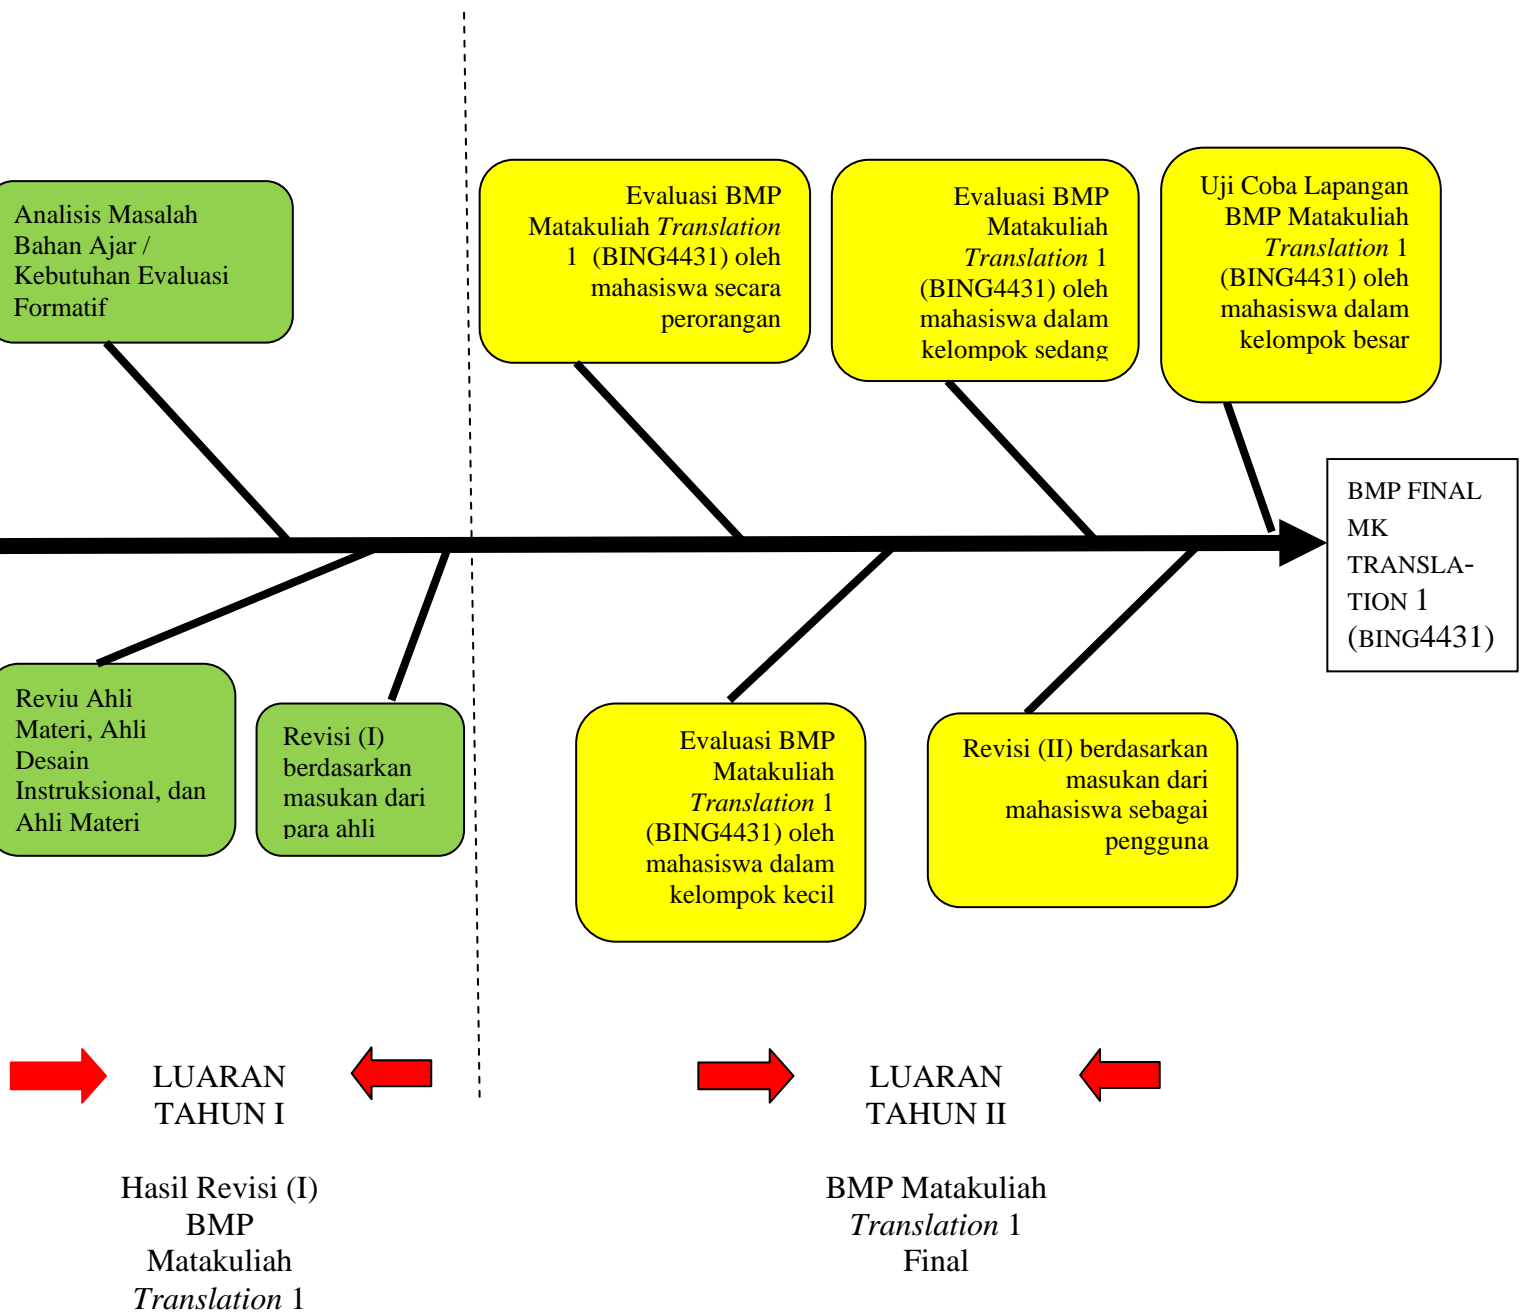 Analisis Masalah
Bahan Ajar /
Kebutuhan Evaluasi
Formatif
Evaluasi BMP
Matakuliah Translation
1 (BING4431) oleh
mahasiswa secara
perorangan
Evaluasi BMP
Matakuliah
Translation 1
(BING4431) oleh
mahasiswa dalam
kelompok sedang
Uji Coba Lapangan
BMP Matakuliah
Translation 1
(BING4431) oleh
mahasiswa dalam
kelompok besar
BMP FINAL
MK
TRANSLA-
TION 1
(BING4431)
Reviu Ahli
Materi, Ahli
Desain
Instruksional, dan
Ahli Materi
Revisi (I)
berdasarkan
masukan dari
para ahli
Evaluasi BMP
Matakuliah
Translation 1
(BING4431) oleh
mahasiswa dalam
kelompok kecil
Revisi (II) berdasarkan
masukan dari
mahasiswa sebagai
pengguna
LUARAN
TAHUN I
Hasil Revisi (I)
BMP
Matakuliah
Translation 1
LUARAN
TAHUN II
BMP Matakuliah
Translation 1
Final